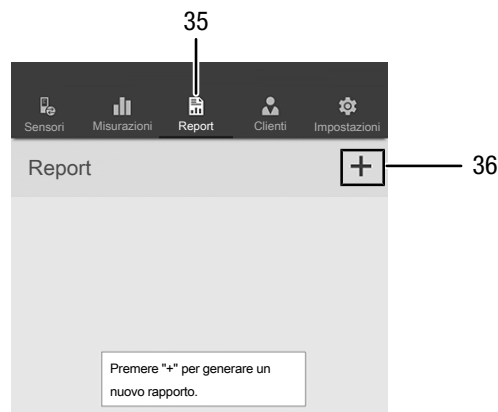 35
Sensori Misurazioni Report Clienti Impostazioni
Report +
36
Premere "+" per generare un
nuovo rapporto.